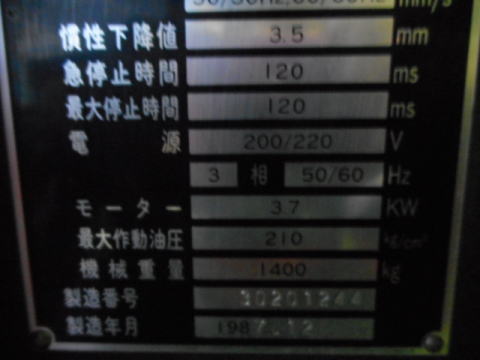 慣性下降値 3.5 mm
急停止時間 120 ms
最大停止時間 120 ms
電源 200/220 V
3 相 50/60 Hz
モーター 3.7 KW
最大作動油圧 210 kg/cm²
機械重量 1400 kg
製造番号
製造年月